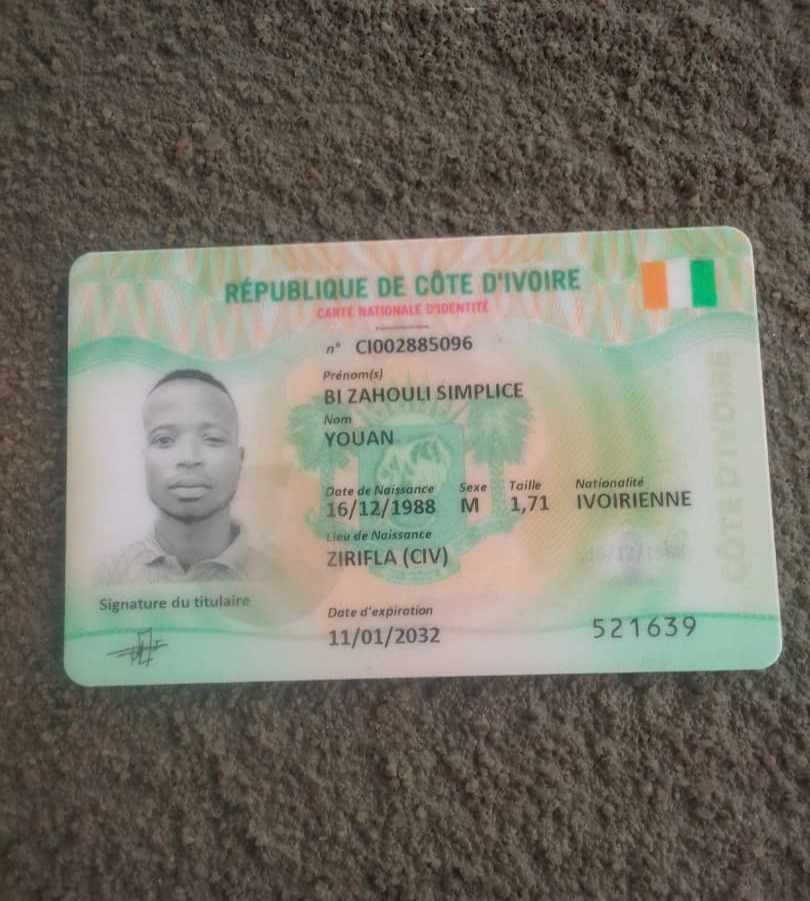 RÉPUBLIQUE DE CÔTE D'IVOIRE
CARTE NATIONALE D'IDENTITÉ
n° CI002885096
Prénom(s)
BI ZAHOULI SIMPLICE
Nom
YOUAN
Date de Naissance Sexe Taille Nationalité
16/12/1988 M 1,71 IVOIRIENNE
Lieu de Naissance
ZIRIFLA (CIV)
16/12/1988
CÔTE D'IVOIRE
Signature du titulaire
Date d'expiration
11/01/2032
521639